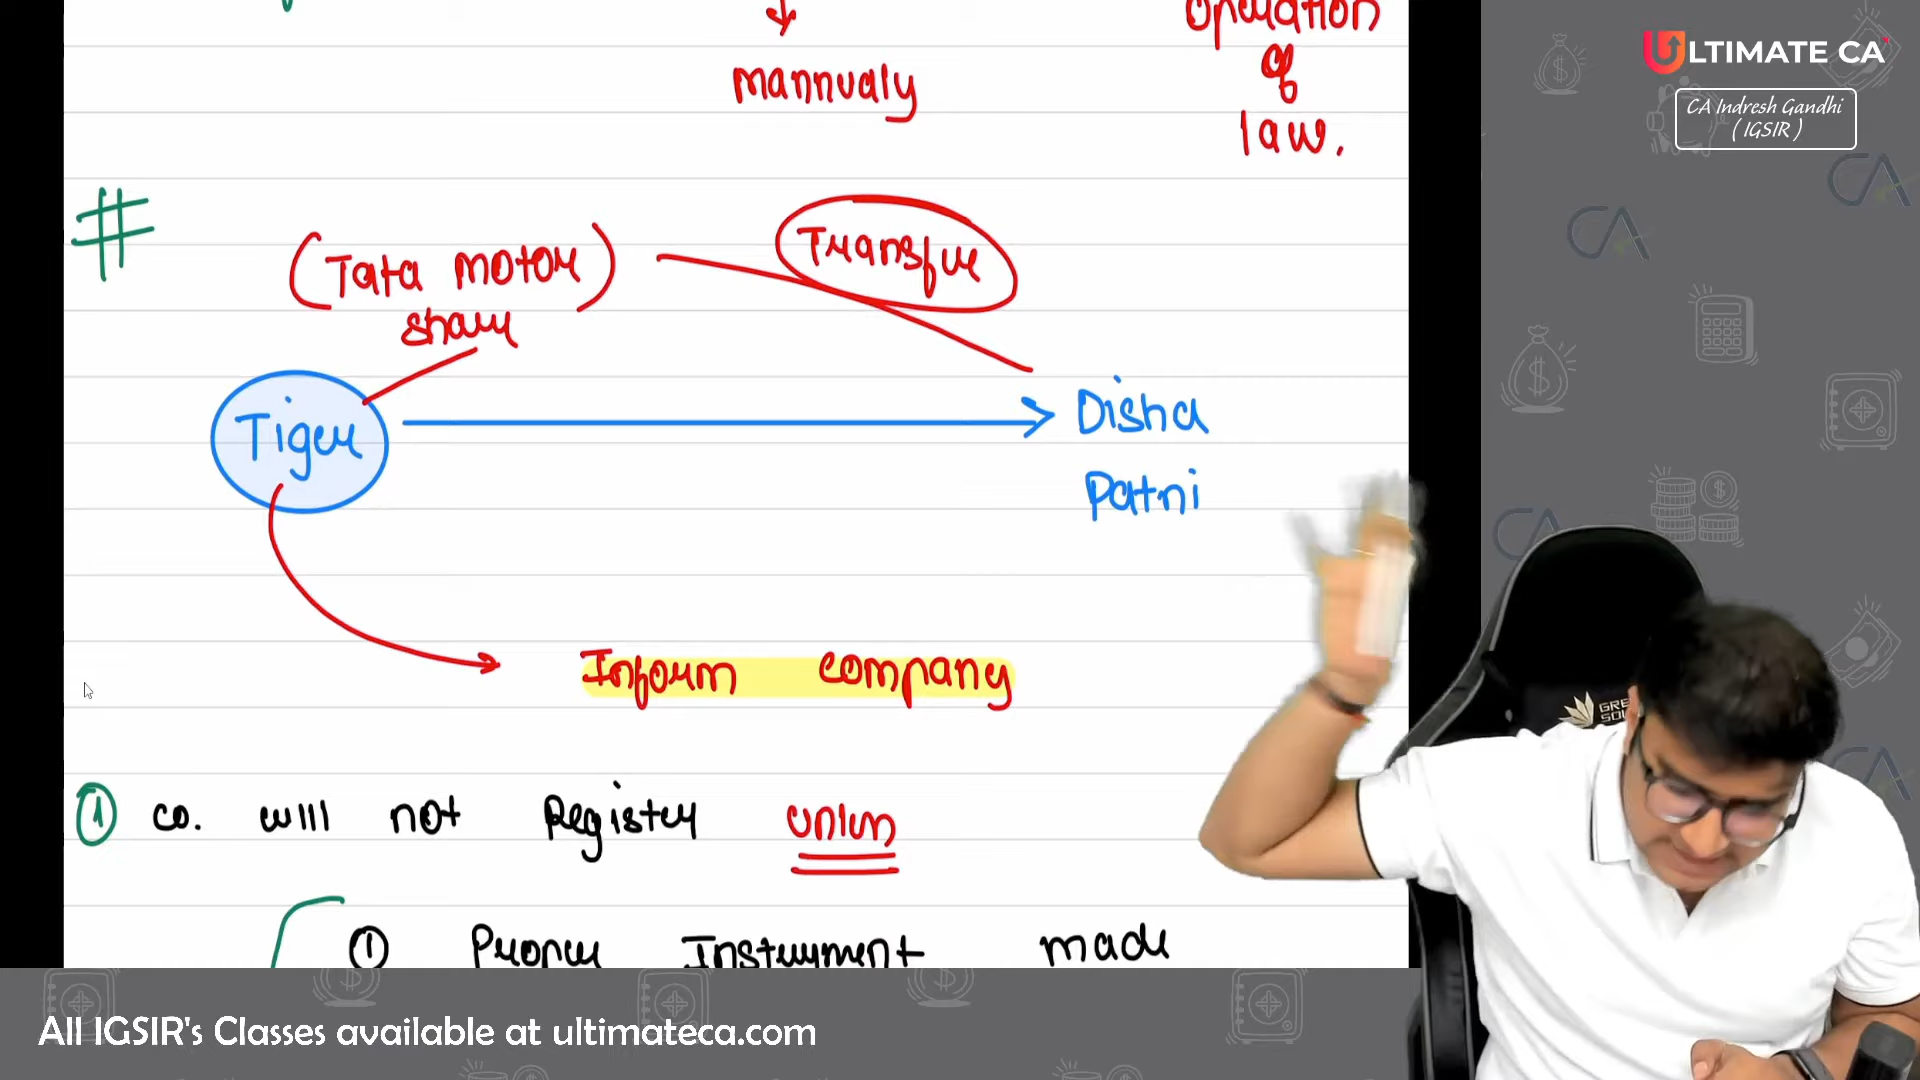 operation
of
law.
mannualy
ULTIMATE CA
CA Indresh Gandhi
( IGSIR )
#
(Tata motor)
share
Transfer
Tiger
Disha
Patni
Inform company
① co. will not Register unless
① Proper Instrument made
All IGSIR's Classes available at ultimateca.com